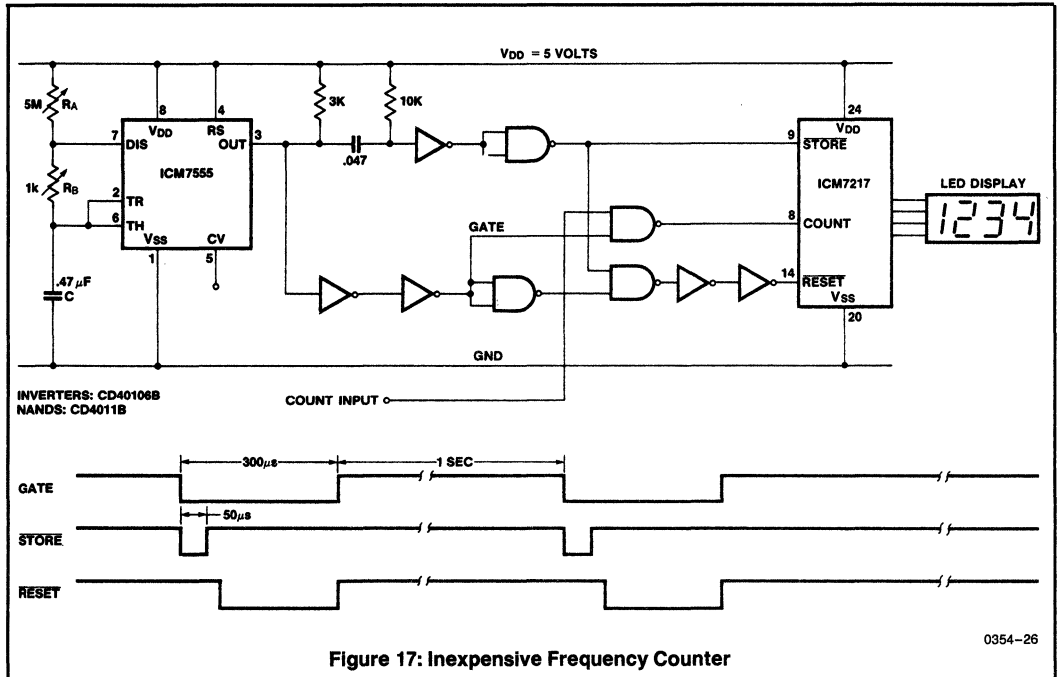 VDD = 5 VOLTS
5M RA
7 DIS
8 VDD
4 RS
OUT 3
3K
10K
.047
ICM7555
1k RB
2 TR
6 TH
VSS 1
CV 5
.47 μF
C
GATE
24 VDD
9 STORE
ICM7217
8 COUNT
14 RESET
VSS 20
LED DISPLAY
1234
GND
INVERTERS: CD40106B
NANDS: CD4011B
COUNT INPUT
300μs
1 SEC
GATE
50μs
STORE
RESET
0354–26
Figure 17: Inexpensive Frequency Counter